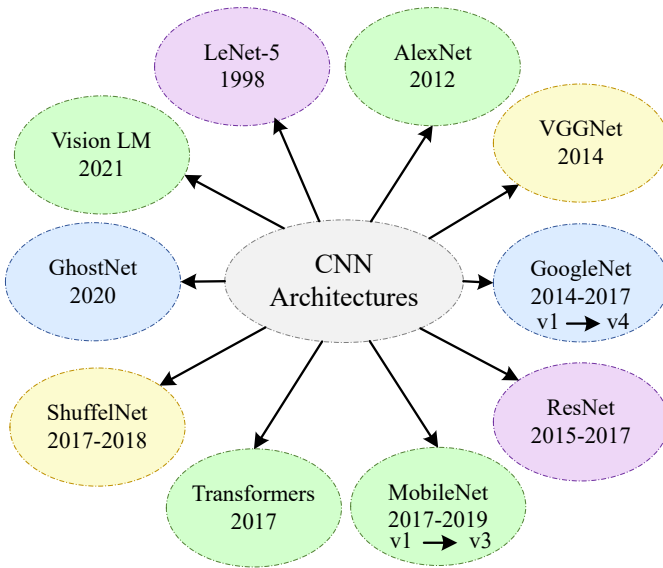 LeNet-5
1998
AlexNet
2012
VGGNet
2014
GoogleNet
2014-2017
v1 → v4
ResNet
2015-2017
MobileNet
2017-2019
v1 → v3
Transformers
2017
ShuffelNet
2017-2018
GhostNet
2020
Vision LM
2021
CNN
Architectures